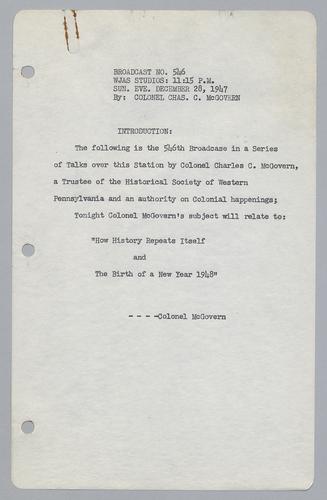 BROADCAST NO. 546
WJAS STUDIOS: 11:15 P.M.
SUN. EVE. DECEMBER 28, 1947
By: COLONEL CHAS. C. McGOVERN
INTRODUCTION:
The following is the 546th Broadcase in a Series
of Talks over this Station by Colonel Charles C. McGovern,
a Trustee of the Historical Society of Western
Pennsylvania and an authority on Colonial happenings;
Tonight Colonel McGovern's subject will relate to:
"How History Repeats Itself
and
The Birth of a New Year 1948"
- - - -Colonel McGovern